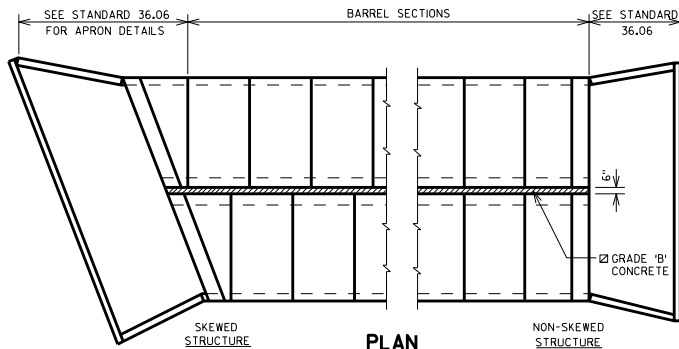 SEE STANDARD 36.06
FOR APRON DETAILS
BARREL SECTIONS
SEE STANDARD
36.06
6"
GRADE 'B'
CONCRETE
SKEWED
STRUCTURE
PLAN
NON-SKEWED
STRUCTURE